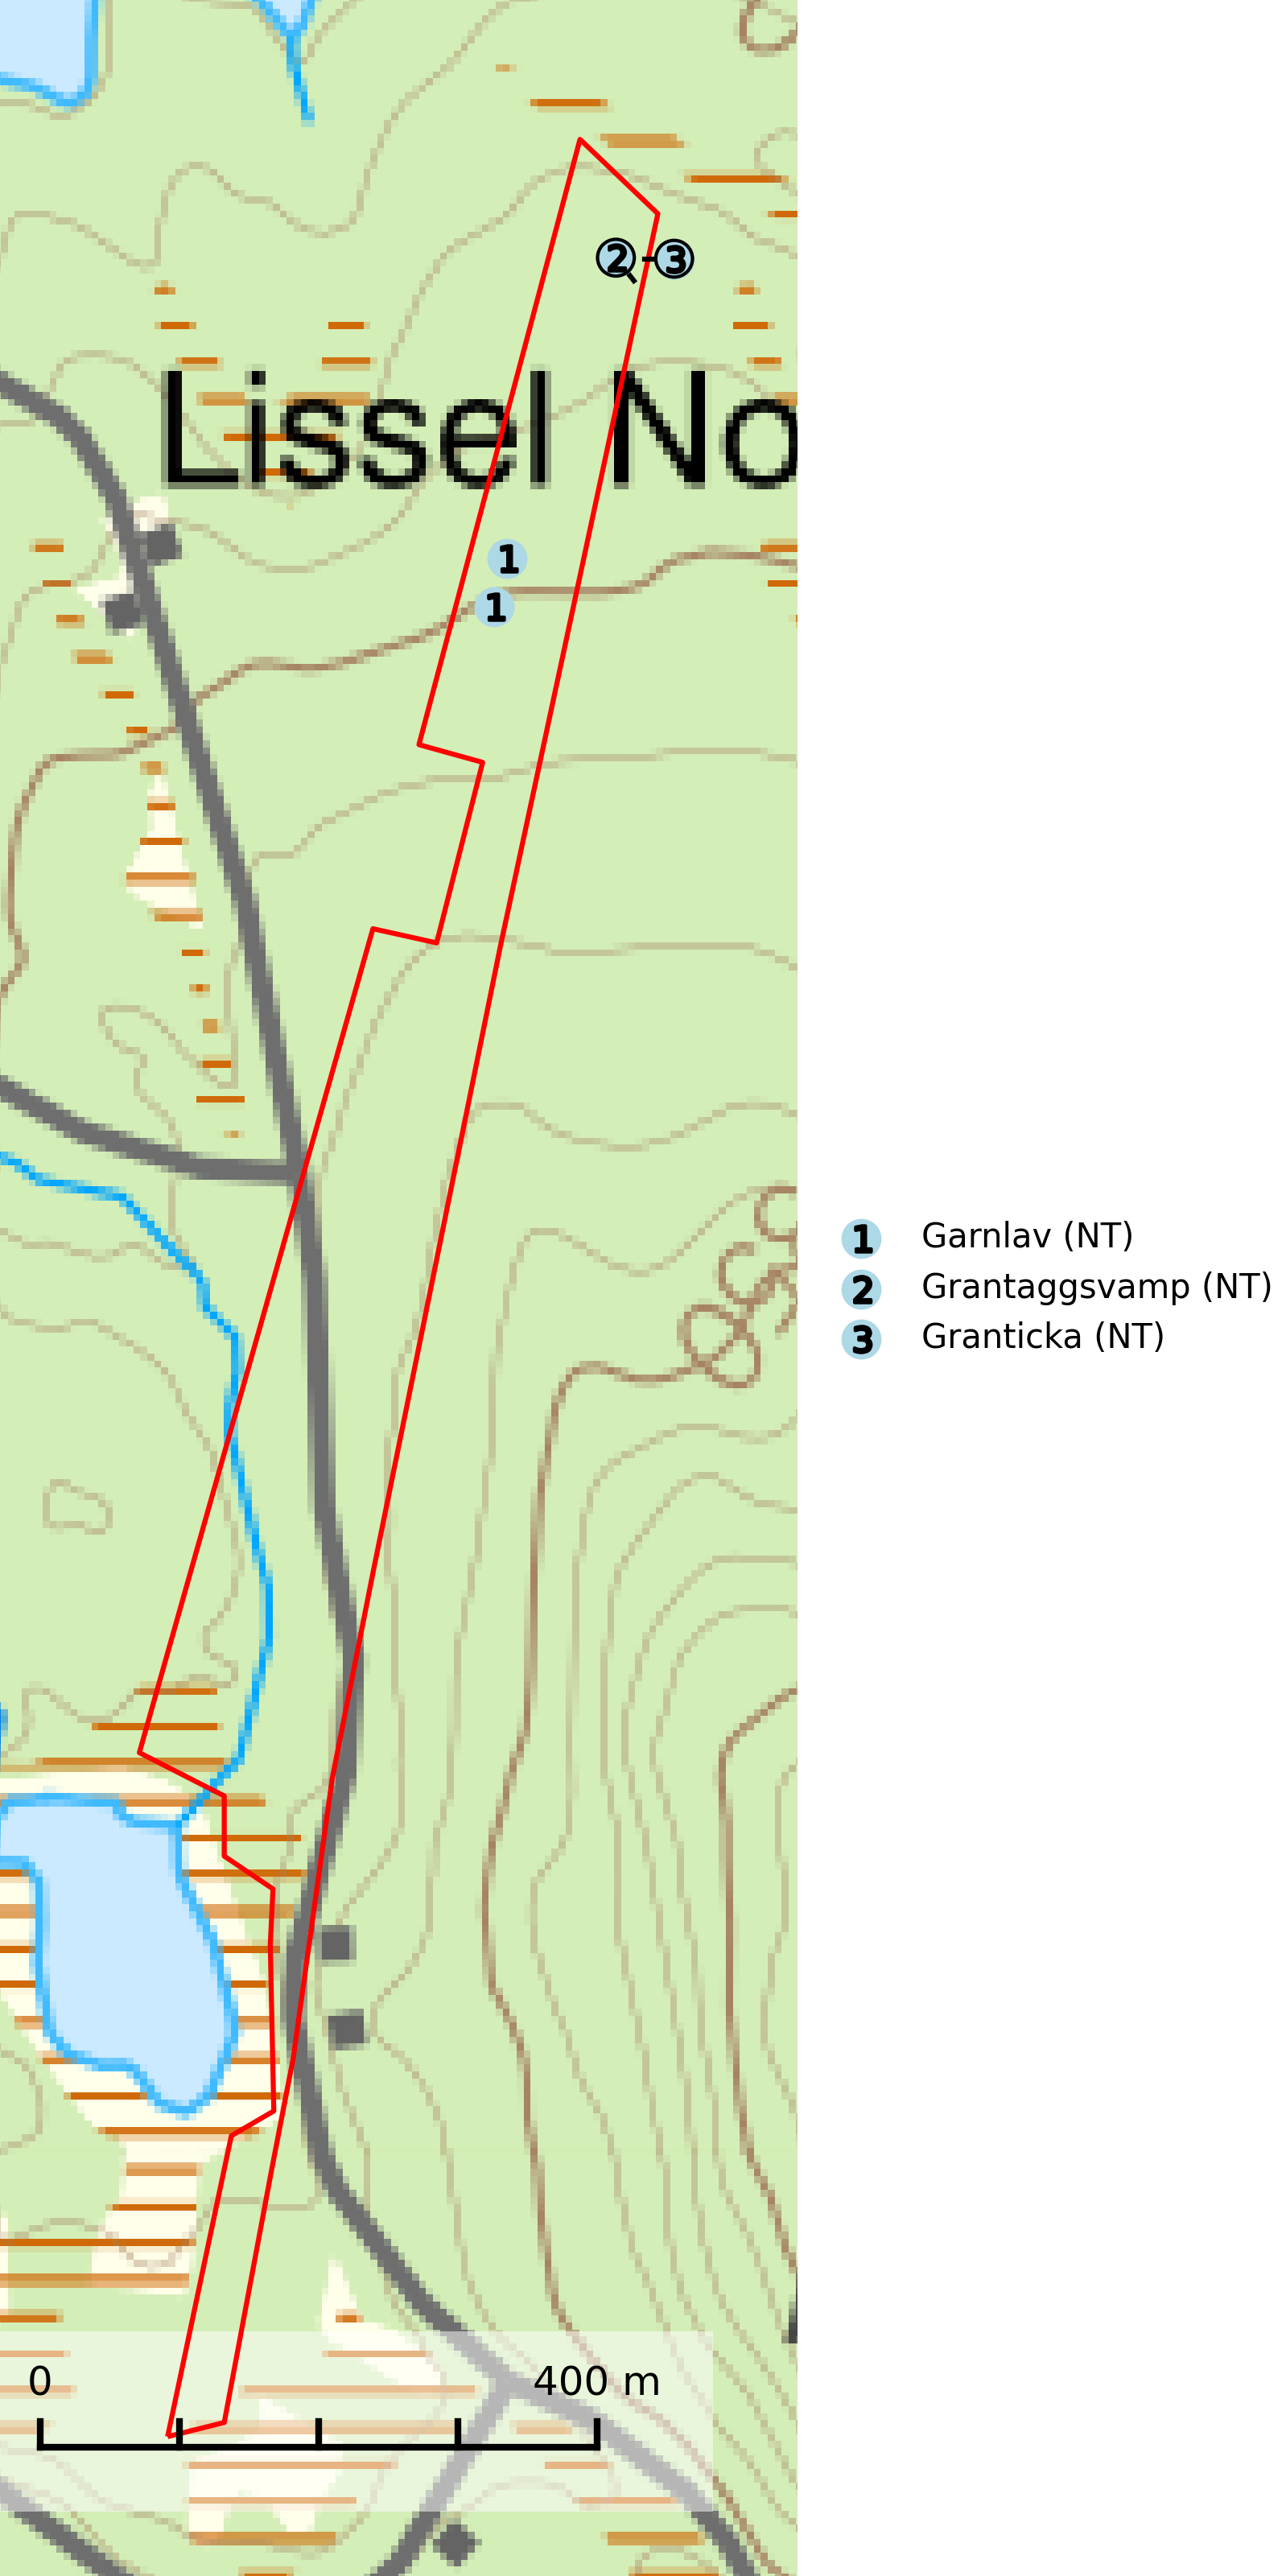 2-3
Lissel No
1
1
1 Garnlav (NT)
2 Grantaggsvamp (NT)
3 Granticka (NT)
0 400 m